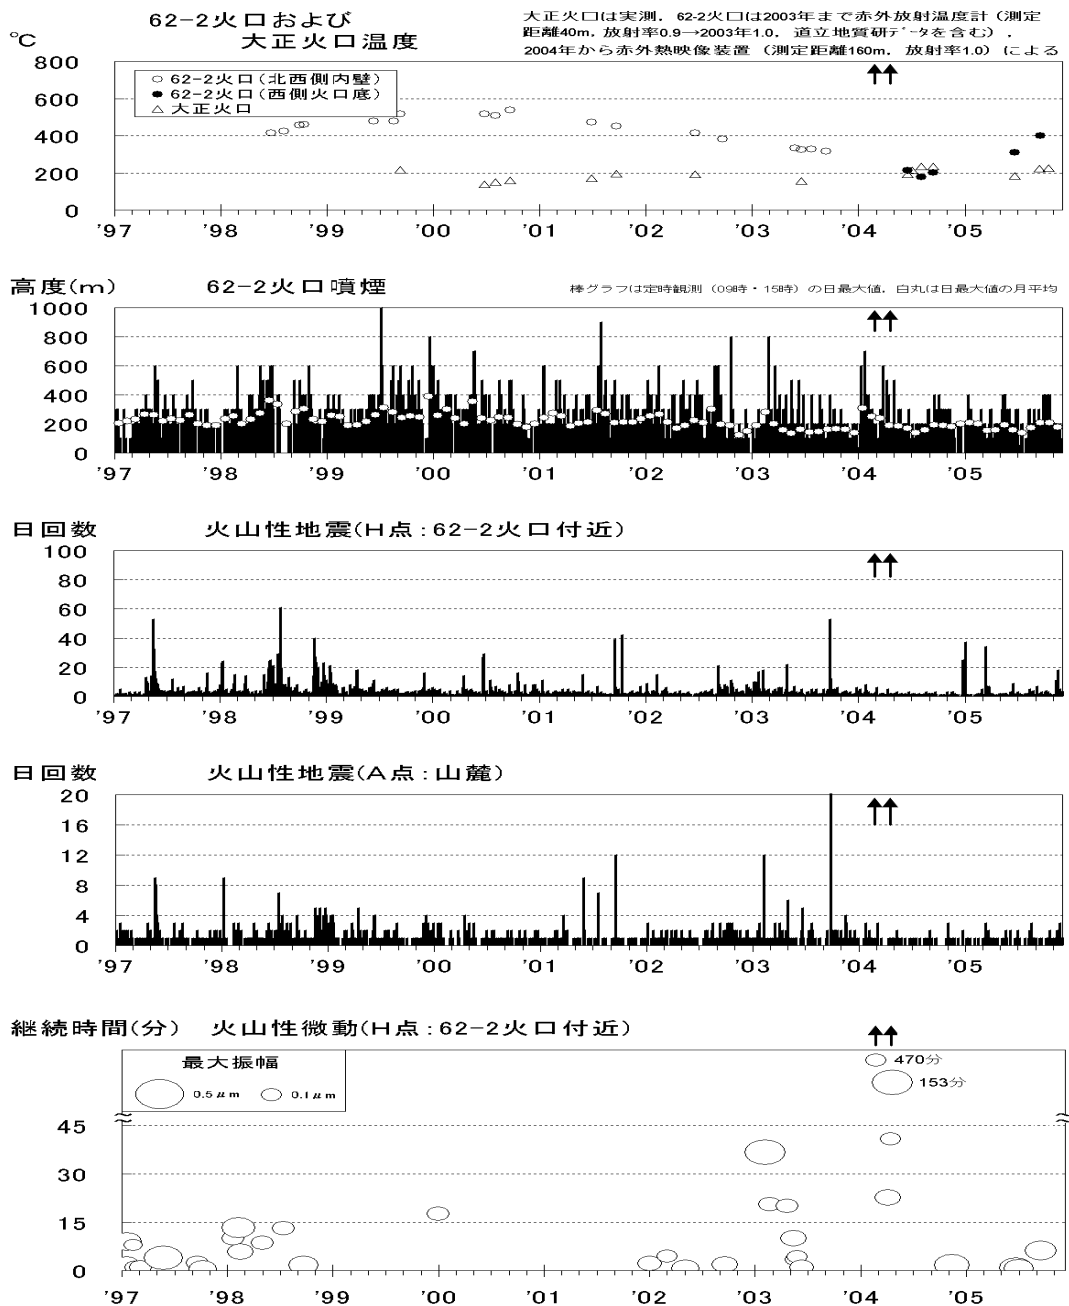 62-2火口および
大正火口温度
大正火口は実測，62-2火口は2003年まで赤外放射温度計（測定
距離40m，放射率0.9→2003年1.0，道立地質研データを含む），
2004年から赤外熱映像装置（測定距離160m，放射率1.0）による
℃
800
600
400
200
0
62-2火口(北西側内壁)
62-2火口(西側火口底)
大正火口
'97 '98 '99 '00 '01 '02 '03 '04 '05
高度(m) 62-2火口噴煙
棒グラフは定時観測（09時・15時）の日最大値，白丸は日最大値の月平均
1000
800
600
400
200
0
'97 '98 '99 '00 '01 '02 '03 '04 '05
日回数 火山性地震(H点:62-2火口付近)
100
80
60
40
20
0
'97 '98 '99 '00 '01 '02 '03 '04 '05
日回数 火山性地震(A点:山麓)
20
16
12
8
4
0
'97 '98 '99 '00 '01 '02 '03 '04 '05
継続時間(分) 火山性微動(H点:62-2火口付近)
最大振幅
0.5μm 0.1μm
470分
153分
45
30
15
0
'97 '98 '99 '00 '01 '02 '03 '04 '05